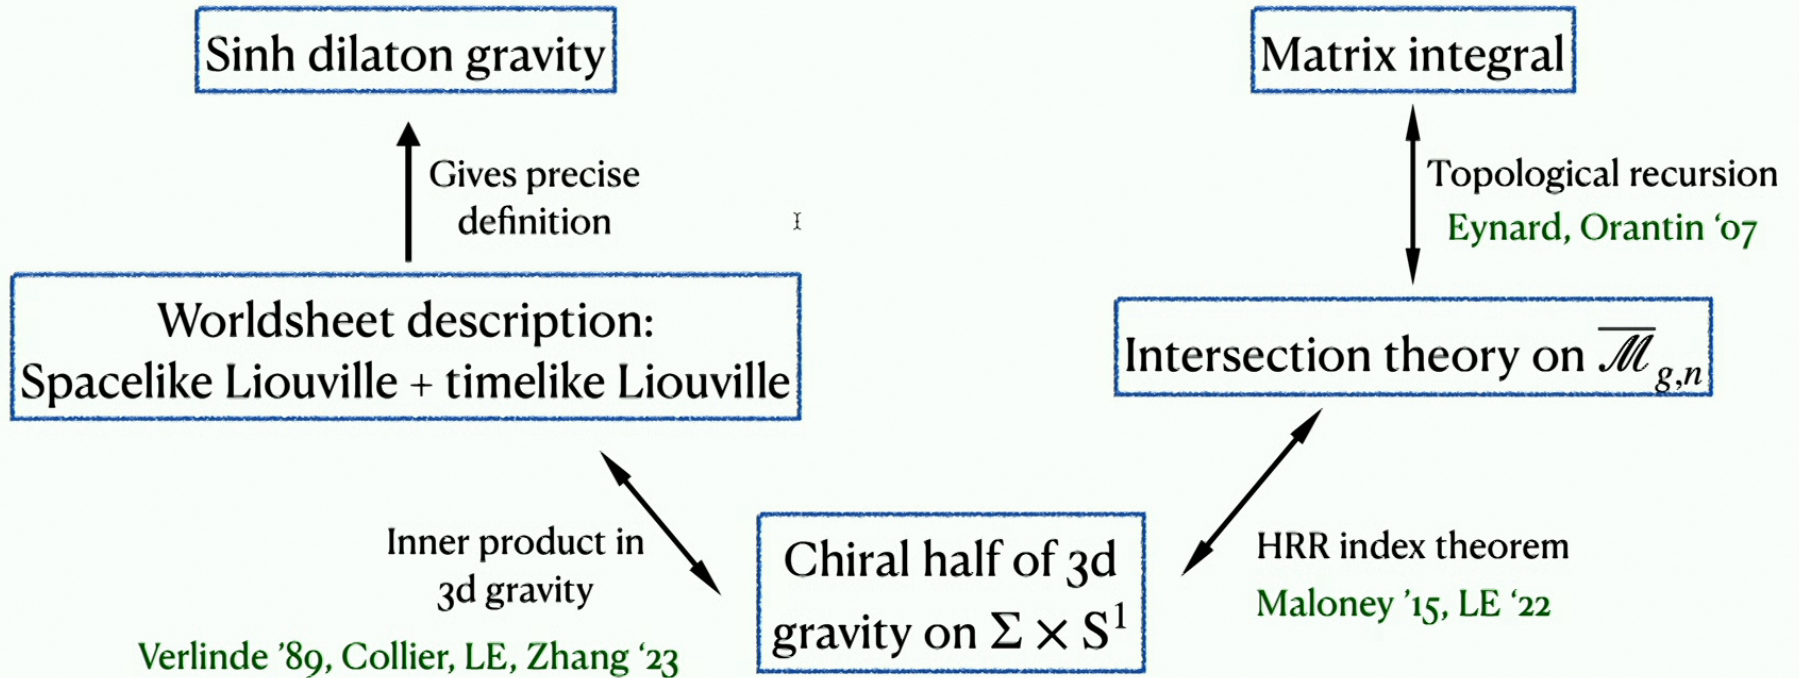 Sinh dilaton gravity
Matrix integral
Gives precise
definition
Topological recursion
Eynard, Orantin ‘07
Worldsheet description:
Spacelike Liouville + timelike Liouville
Intersection theory on $\overline{\mathcal{M}}_{g,n}$
Inner product in
3d gravity
Verlinde ’89, Collier, LE, Zhang ‘23
Chiral half of 3d
gravity on Σ × S¹
HRR index theorem
Maloney ’15, LE ‘22